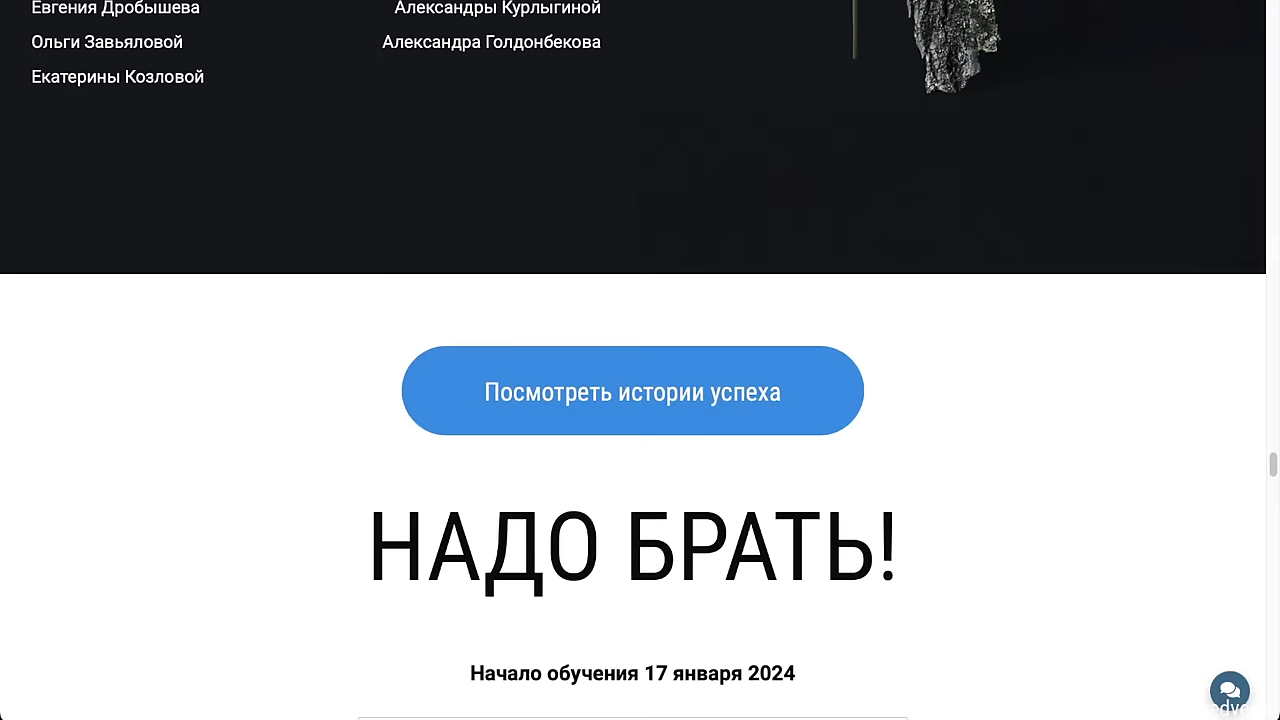 Евгения Дробышева
Александры Курлыгиной
Ольги Завьяловой
Александра Голдонбекова
Екатерины Козловой
Посмотреть истории успеха
НАДО БРАТЬ!
Начало обучения 17 января 2024